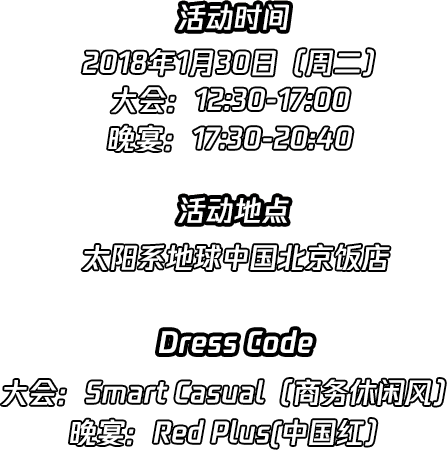 活动时间
2018年1月30日（周二）
大会：12:30-17:00
晚宴：17:30-20:40
活动地点
太阳系地球中国北京饭店
Dress Code
大会：Smart Casual（商务休闲风）
晚宴：Red Plus(中国红）